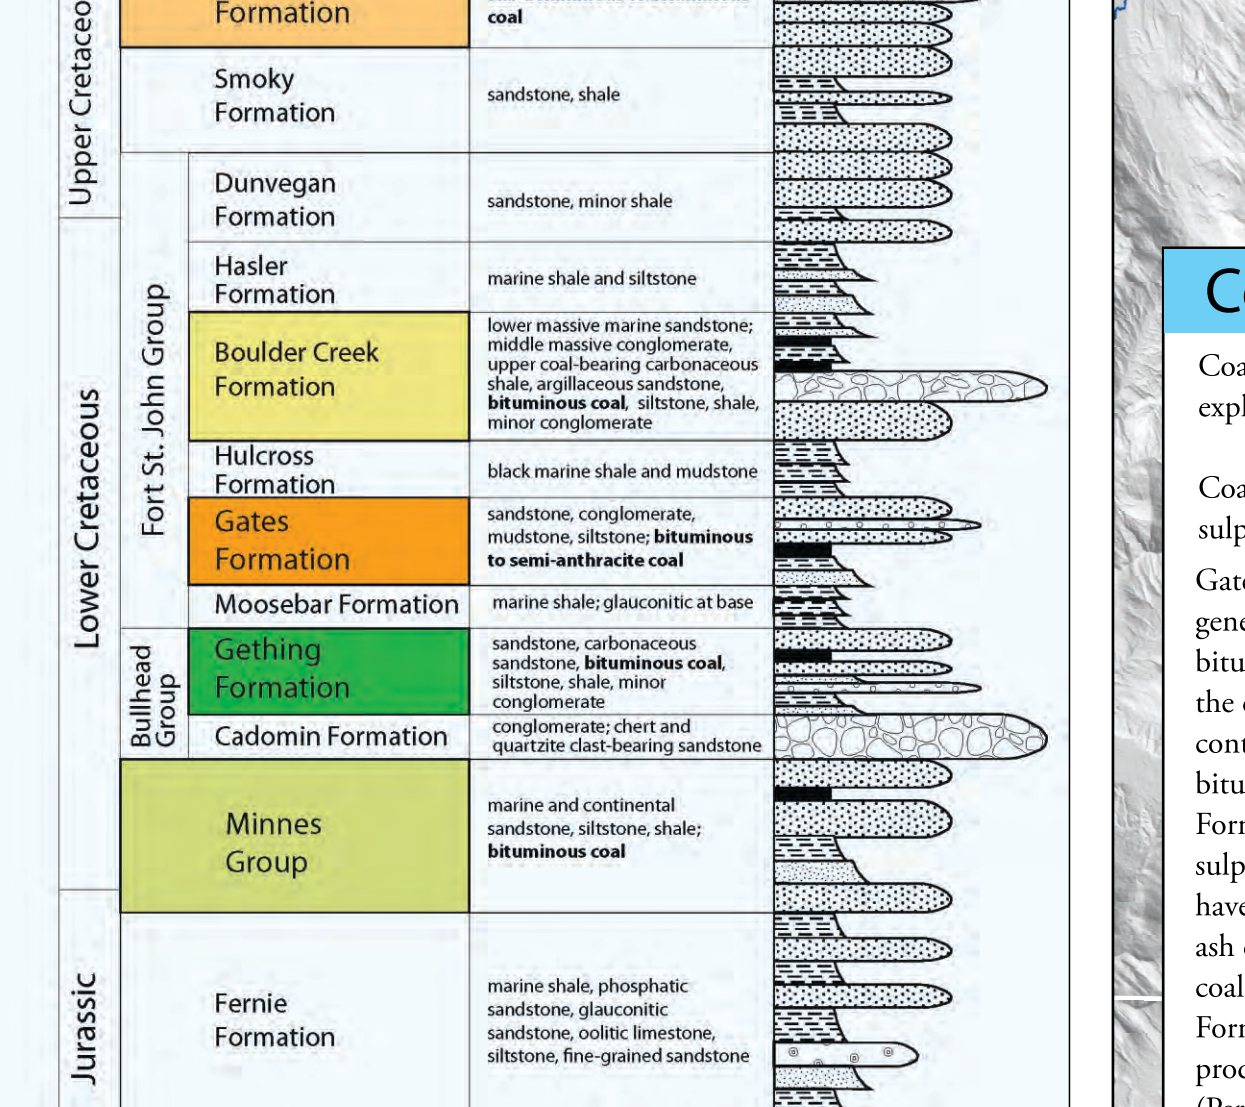 Upper Cretaceo
Formation
coal
Smoky
Formation
sandstone, shale
Fort St. John Group
Dunvegan
Formation
sandstone, minor shale
Lower Cretaceous
Hasler
Formation
marine shale and siltstone
Boulder Creek
Formation
lower massive marine sandstone;
middle massive conglomerate,
upper coal-bearing carbonaceous
shale, argillaceous sandstone,
bituminous coal, siltstone, shale,
minor conglomerate
Hulcross
Formation
black marine shale and mudstone
Gates
Formation
sandstone, conglomerate,
mudstone, siltstone; bituminous
to semi-anthracite coal
Moosebar Formation
marine shale; glauconitic at base
Bullhead
Group
Gething
Formation
sandstone, carbonaceous
sandstone, bituminous coal,
siltstone, shale, minor
conglomerate
Cadomin Formation
conglomerate; chert and
quartzite clast-bearing sandstone
Minnes
Group
marine and continental
sandstone, siltstone, shale;
bituminous coal
Jurassic
Fernie
Formation
marine shale, phosphatic
sandstone, glauconitic
sandstone, oolitic limestone,
siltstone, fine-grained sandstone
Coa
expl
Coa
sulp
Gate
gene
bitu
the
cont
bitu
Forn
sulp
have
ash
coal
Forn
proc